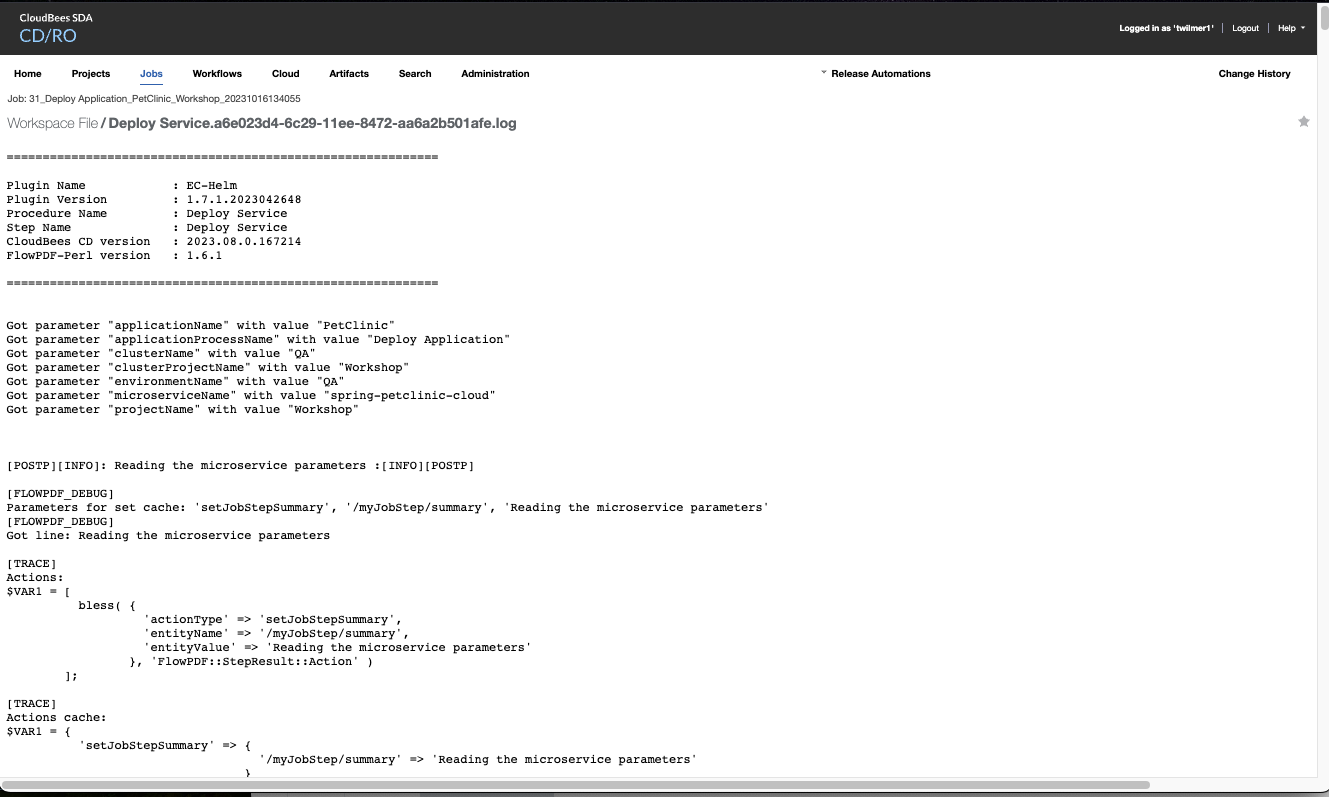 CloudBees SDA
CD/RO
Logged in as 'twilmer1' | Logout | Help
Home Projects Jobs Workflows Cloud Artifacts Search Administration Release Automations Change History
Job: 31_Deploy Application_PetClinic_Workshop_20231016134055
Workspace File / Deploy Service.a6e023d4-6c29-11ee-8472-aa6a2b501afe.log
============================================================
Plugin Name : EC-Helm
Plugin Version : 1.7.1.2023042648
Procedure Name : Deploy Service
Step Name : Deploy Service
CloudBees CD version : 2023.08.0.167214
FlowPDF-Perl version : 1.6.1
============================================================
Got parameter "applicationName" with value "PetClinic"
Got parameter "applicationProcessName" with value "Deploy Application"
Got parameter "clusterName" with value "QA"
Got parameter "clusterProjectName" with value "Workshop"
Got parameter "environmentName" with value "QA"
Got parameter "microserviceName" with value "spring-petclinic-cloud"
Got parameter "projectName" with value "Workshop"
[POSTP][INFO]: Reading the microservice parameters :[INFO][POSTP]
[FLOWPDF_DEBUG]
Parameters for set cache: 'setJobStepSummary', '/myJobStep/summary', 'Reading the microservice parameters'
[FLOWPDF_DEBUG]
Got line: Reading the microservice parameters
[TRACE]
Actions:
$VAR1 = [
bless( {
'actionType' => 'setJobStepSummary',
'entityName' => '/myJobStep/summary',
'entityValue' => 'Reading the microservice parameters'
}, 'FlowPDF::StepResult::Action' )
];
[TRACE]
Actions cache:
$VAR1 = {
'setJobStepSummary' => {
'/myJobStep/summary' => 'Reading the microservice parameters'
}